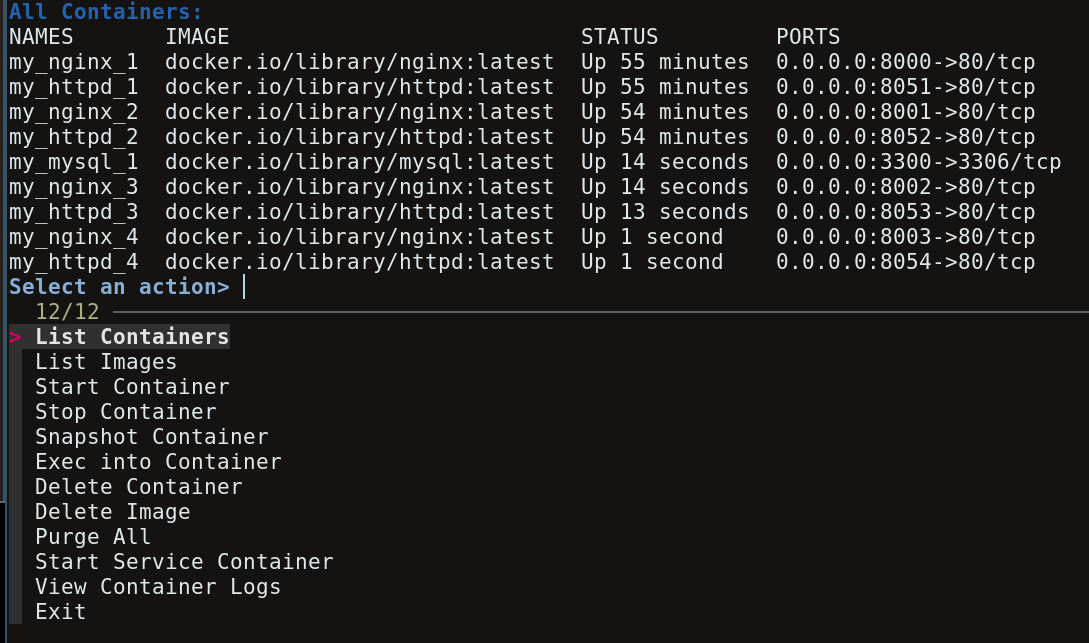 All Containers:
NAMES IMAGE STATUS PORTS
my_nginx_1 docker.io/library/nginx:latest Up 55 minutes 0.0.0.0:8000->80/tcp
my_httpd_1 docker.io/library/httpd:latest Up 55 minutes 0.0.0.0:8051->80/tcp
my_nginx_2 docker.io/library/nginx:latest Up 54 minutes 0.0.0.0:8001->80/tcp
my_httpd_2 docker.io/library/httpd:latest Up 54 minutes 0.0.0.0:8052->80/tcp
my_mysql_1 docker.io/library/mysql:latest Up 14 seconds 0.0.0.0:3300->3306/tcp
my_nginx_3 docker.io/library/nginx:latest Up 14 seconds 0.0.0.0:8002->80/tcp
my_httpd_3 docker.io/library/httpd:latest Up 13 seconds 0.0.0.0:8053->80/tcp
my_nginx_4 docker.io/library/nginx:latest Up 1 second 0.0.0.0:8003->80/tcp
my_httpd_4 docker.io/library/httpd:latest Up 1 second 0.0.0.0:8054->80/tcp
Select an action>
12/12
> List Containers
List Images
Start Container
Stop Container
Snapshot Container
Exec into Container
Delete Container
Delete Image
Purge All
Start Service Container
View Container Logs
Exit